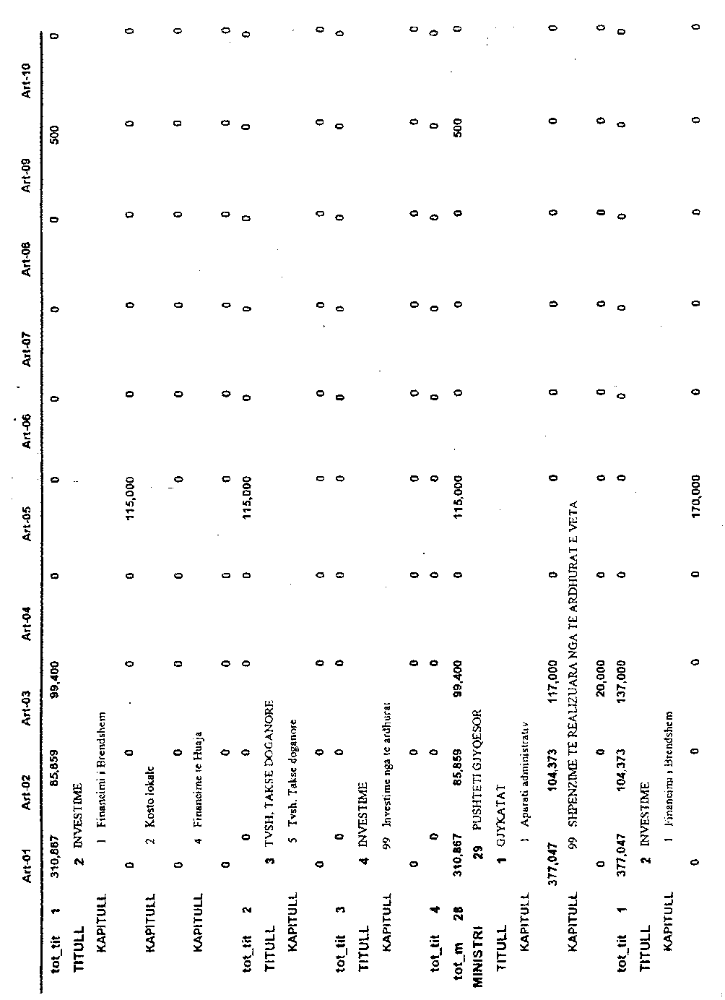 Art-01 Art-02 Art-03 Art-04 Art-05 Art-06 Art-07 Art-08 Art-09 Art-10
tot_tit 1 310,867 85,859 99,400 0 0 0 0 0 500 0
TITULL 2 INVESTIME
KAPITULL 1 Financimi i Brendshem
0 0 0 0 115,000 0 0 0 0 0
KAPITULL 2 Kosto lokale
0 0 0 0 0 0 0 0 0 0
KAPITULL 4 Financime te Huaja
0 0 0 0 0 0 0 0 0 0
tot_tit 2 0 0 0 0 115,000 0 0 0 0 0
TITULL 3 TVSH, TAKSE DOGANORE
KAPITULL 5 Tvsh. Takse doganore
0 0 0 0 0 0 0 0 0 0
tot_tit 3 0 0 0 0 0 0 0 0 0 0
TITULL 4 INVESTIME
KAPITULL 99 Investime nga te ardhurat
0 0 0 0 0 0 0 0 0 0
tot_tit 4 0 0 0 0 0 0 0 0 0 0
tot_m 28 310,867 85,859 99,400 0 115,000 0 0 0 500 0
MINISTRI 29 PUSHTETI GJYQESOR
TITULL 1 GJYKATAT
KAPITULL 1 Aparati administrativ
377,047 104,373 117,000 0 0 0 0 0 0 0
KAPITULL 99 SHPENZIME TE REALIZUARA NGA TE ARDHURAT E VETA
0 0 20,000 0 0 0 0 0 0 0
tot_tit 1 377,047 104,373 137,000 0 0 0 0 0 0 0
TITULL 2 INVESTIME
KAPITULL 1 Financimi i Brendshem
0 0 0 0 170,000 0 0 0 0 0